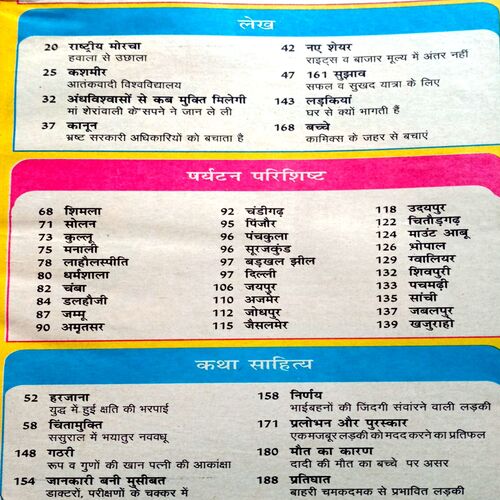 लेख
20 राष्ट्रीय मोरचा
हवाला से उछाला
25 कशमीर
आतंकवादी विश्वविद्यालय
32 अंधविश्वासों से कब मुक्ति मिलेगी
मां शेरांवाली के सपने ने जान ले ली
37 कानून
भ्रष्ट सरकारी अधिकारियों को बचाता है
42 नए शेयर
राइट्स व बाजार मूल्य में अंतर नहीं
47 161 सुझाव
सफल व सुखद यात्रा के लिए
143 लड़कियां
घर से क्यों भागती हैं
168 बच्चे
कामिक्स के जहर से बचाएं
पर्यटन परिशिष्ट
68 शिमला
71 सोलन
73 कुल्लू
75 मनाली
78 लाहौलस्पीति
80 धर्मशाला
82 चंबा
84 डलहौजी
87 जम्मू
90 अमृतसर
92 चंडीगढ़
95 पिंजौर
96 पंचकुला
96 सूरजकुंड
97 बड़खल झील
97 दिल्ली
106 जयपुर
110 अजमेर
112 जोधपुर
115 जैसलमेर
118 उदयपुर
122 चितौड़गढ़
124 माउंट आबू
126 भोपाल
129 ग्वालियर
132 शिवपुरी
133 पचमढ़ी
135 सांची
137 जबलपुर
139 खजुराहो
कथा साहित्य
52 हरजाना
युद्ध में हुई क्षति की भरपाई
58 चिंतामुक्ति
ससुराल में भयातुर नववधू
148 गठरी
रूप व गुणों की खान पत्नी की आकांक्षा
154 जानकारी बनी मुसीबत
डाक्टरों, परीक्षणों के चक्कर में
158 निर्णय
भाईबहनों की जिंदगी संवारने वाली लड़की
171 प्रलोभन और पुरस्कार
एक मजबूर लड़की को मदद करने का प्रतिफल
180 मौत का कारण
दादी की मौत का बच्चे पर असर
188 प्रतिघात
बाहरी चमकदमक से प्रभावित लड़की